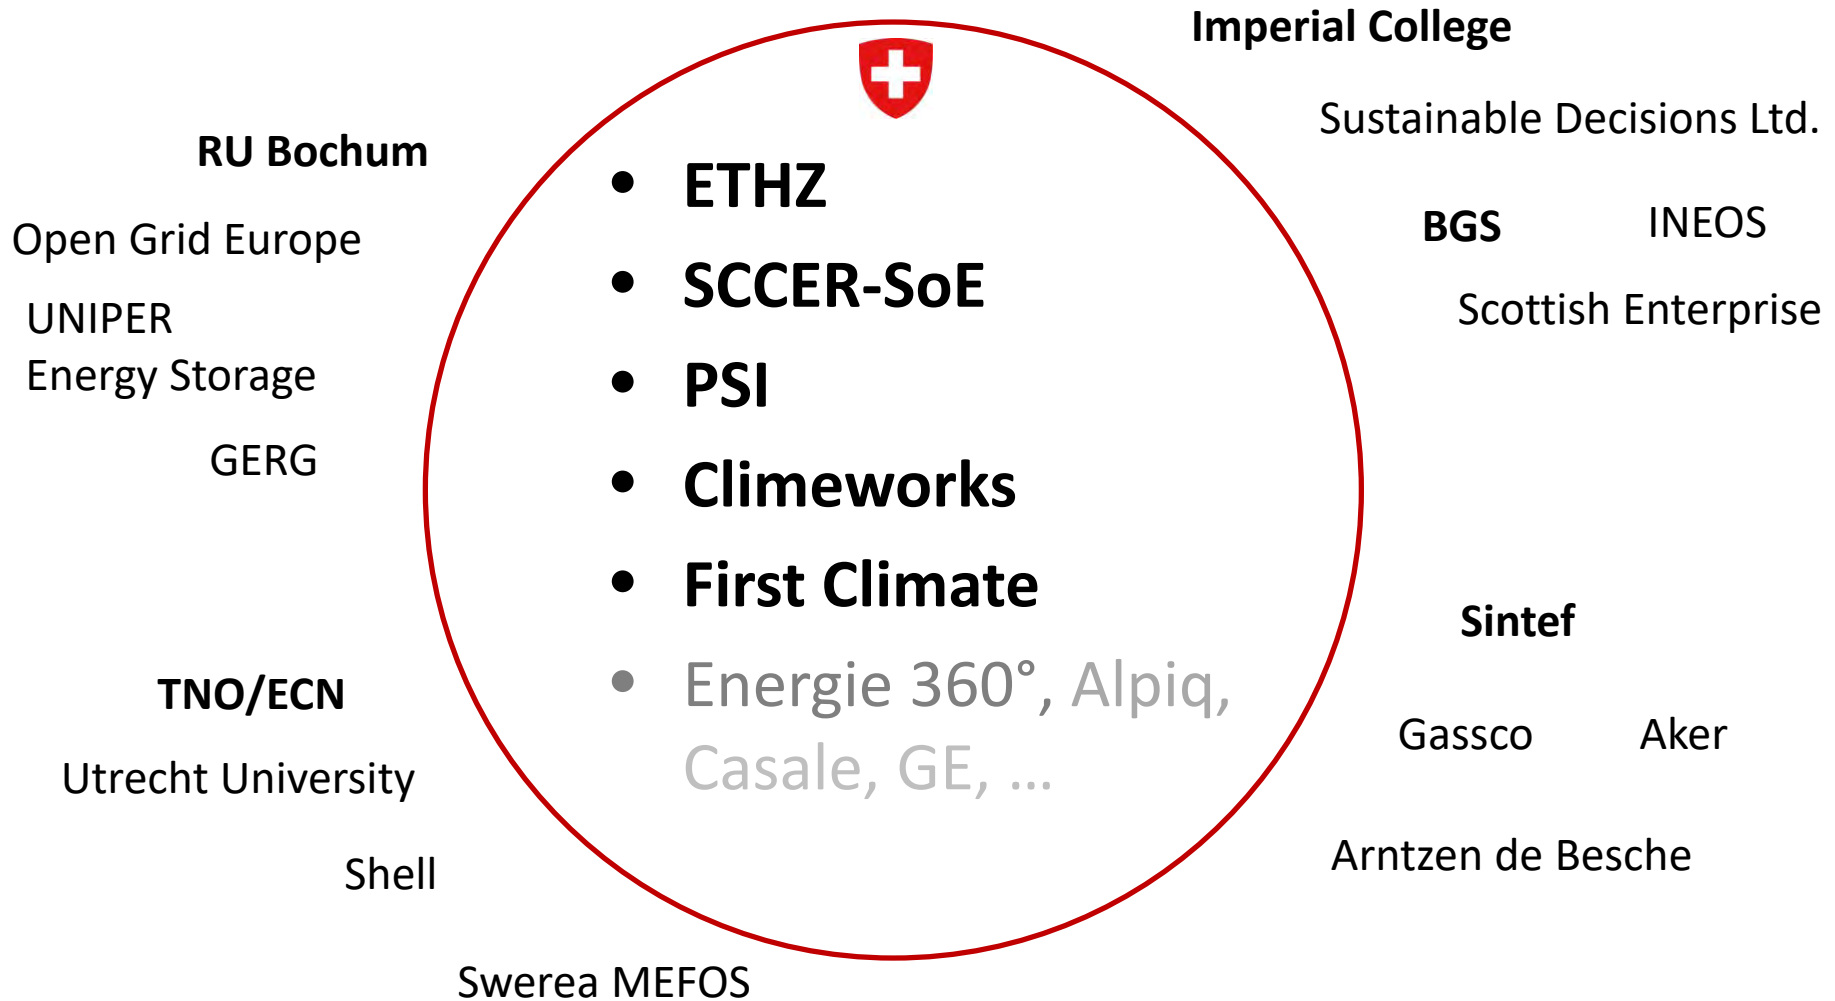 Imperial College
Sustainable Decisions Ltd.
RU Bochum
Open Grid Europe
UNIPER
Energy Storage
GERG
BGS
INEOS
Scottish Enterprise
• ETHZ
• SCCER-SoE
• PSI
• Climeworks
• First Climate
• Energie 360°, Alpiq,
Casale, GE, ...
Sintef
Gassco
Aker
Arntzen de Besche
TNO/ECN
Utrecht University
Shell
Swerea MEFOS